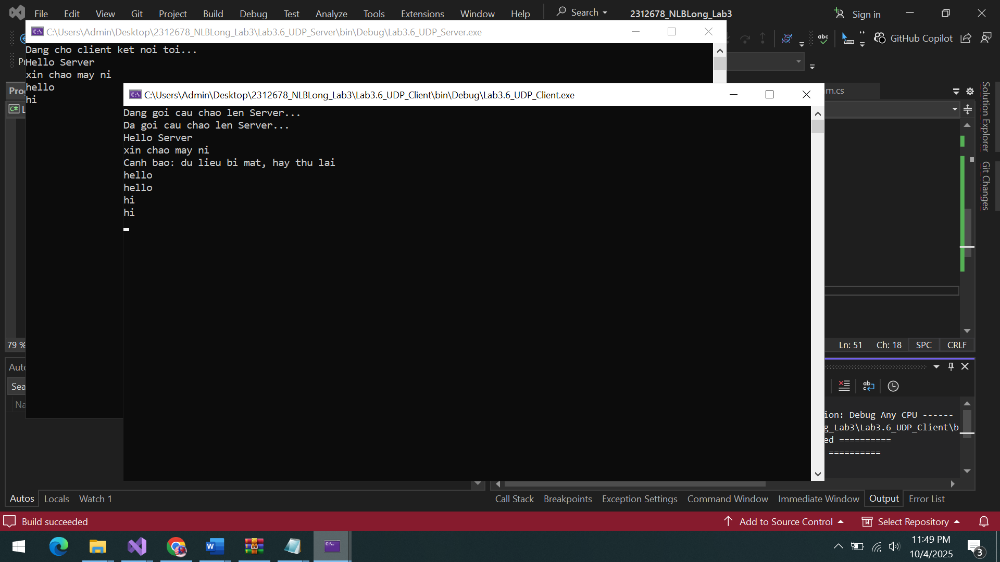 File Edit View Git Project Build Debug Test Analyze Tools Extensions Window Help Search 2312678_NLBLong_Lab3 Sign in
C:\Users\Admin\Desktop\2312678_NLBLong_Lab3\Lab3.6_UDP_Server\bin\Debug\Lab3.6_UDP_Server.exe
GitHub Copilot
Dang cho client ket noi toi...
Hello Server
xin chao may ni
hello
hi
C:\Users\Admin\Desktop\2312678_NLBLong_Lab3\Lab3.6_UDP_Client\bin\Debug\Lab3.6_UDP_Client.exe
Dang goi cau chao len Server...
Da goi cau chao len Server...
Hello Server
xin chao may ni
Canh bao: du lieu bi mat, hay thu lai
hello
hello
hi
hi
m.cs
Solution Explorer
Git Changes
79 %
Ln: 51 Ch: 18 SPC CRLF
ion: Debug Any CPU ------
g_Lab3\Lab3.6_UDP_Client\b
ed ==========
==========
Autos Locals Watch 1
Call Stack Breakpoints Exception Settings Command Window Immediate Window Output Error List
Build succeeded
Add to Source Control Select Repository
11:49 PM
10/4/2025
3